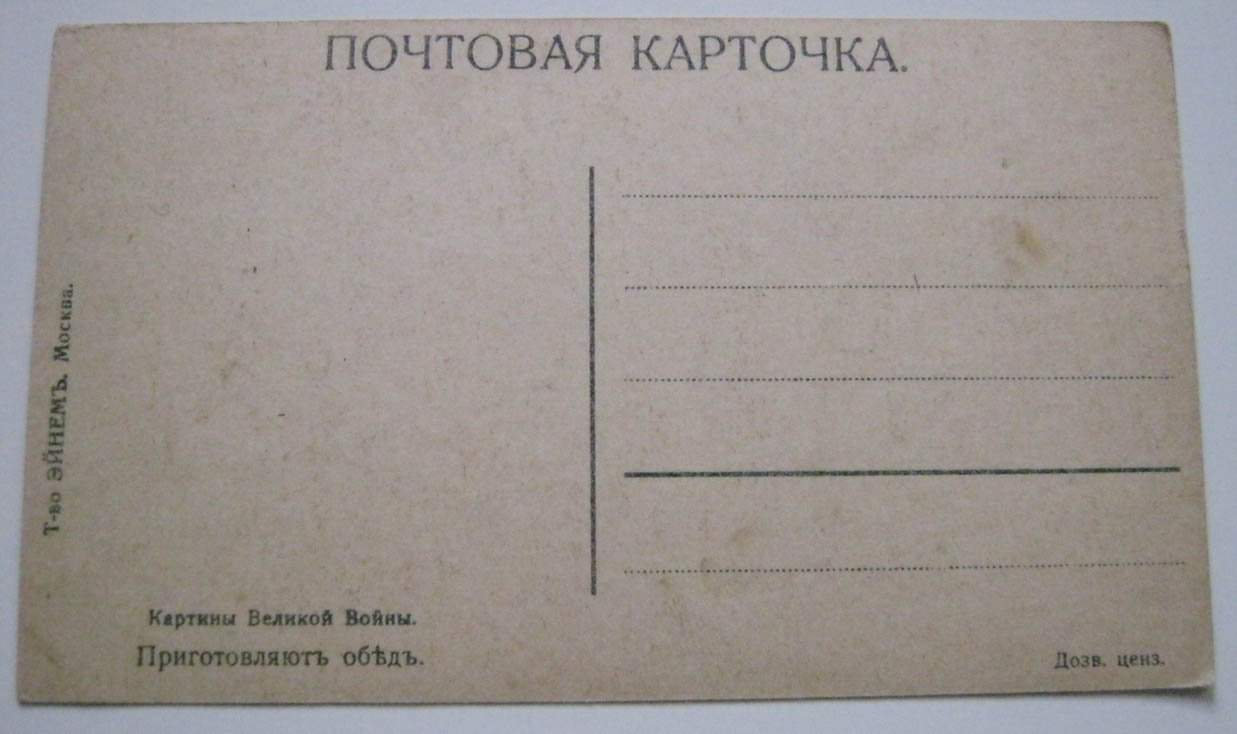 ПОЧТОВАЯ КАРТОЧКА.
Т-во ЭЙНЕМЪ. Москва.
Картины Великой Войны.
Приготовляютъ обѣдъ.
Дозв. ценз.